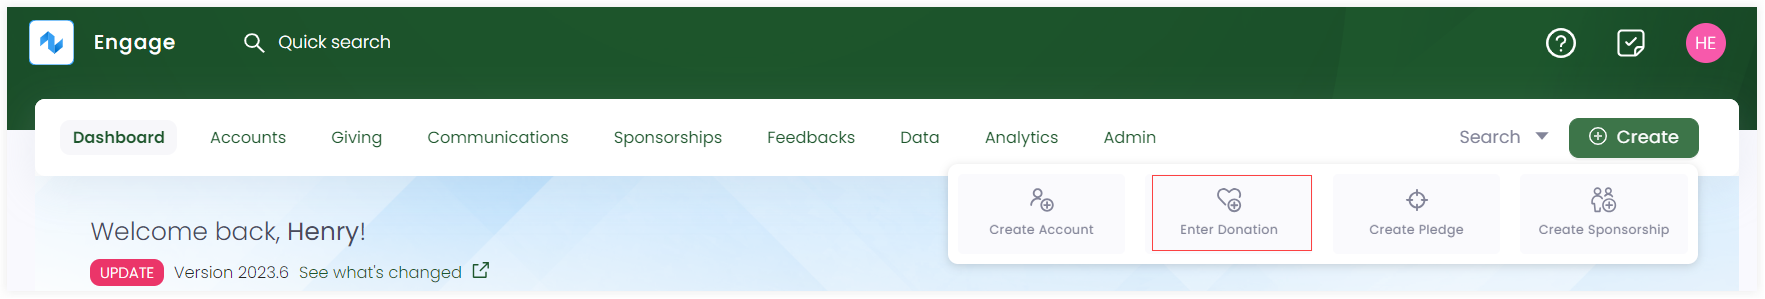 Engage
Quick search
HE
Dashboard Accounts Giving Communications Sponsorships Feedbacks Data Analytics Admin Search Create
Create Account Enter Donation Create Pledge Create Sponsorship
Welcome back, Henry!
UPDATE Version 2023.6 See what's changed